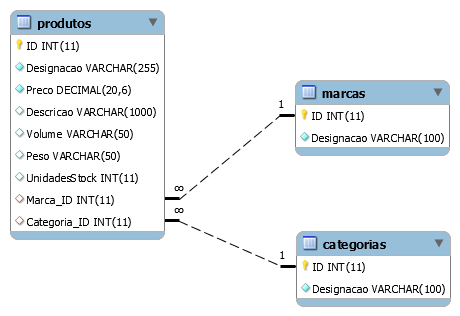 produtos
ID INT(11)
Designacao VARCHAR(255)
Preco DECIMAL(20,6)
Descricao VARCHAR(1000)
Volume VARCHAR(50)
Peso VARCHAR(50)
UnidadesStock INT(11)
Marca_ID INT(11)
Categoria_ID INT(11)
∞
∞
1
marcas
ID INT(11)
Designacao VARCHAR(100)
1
categorias
ID INT(11)
Designacao VARCHAR(100)